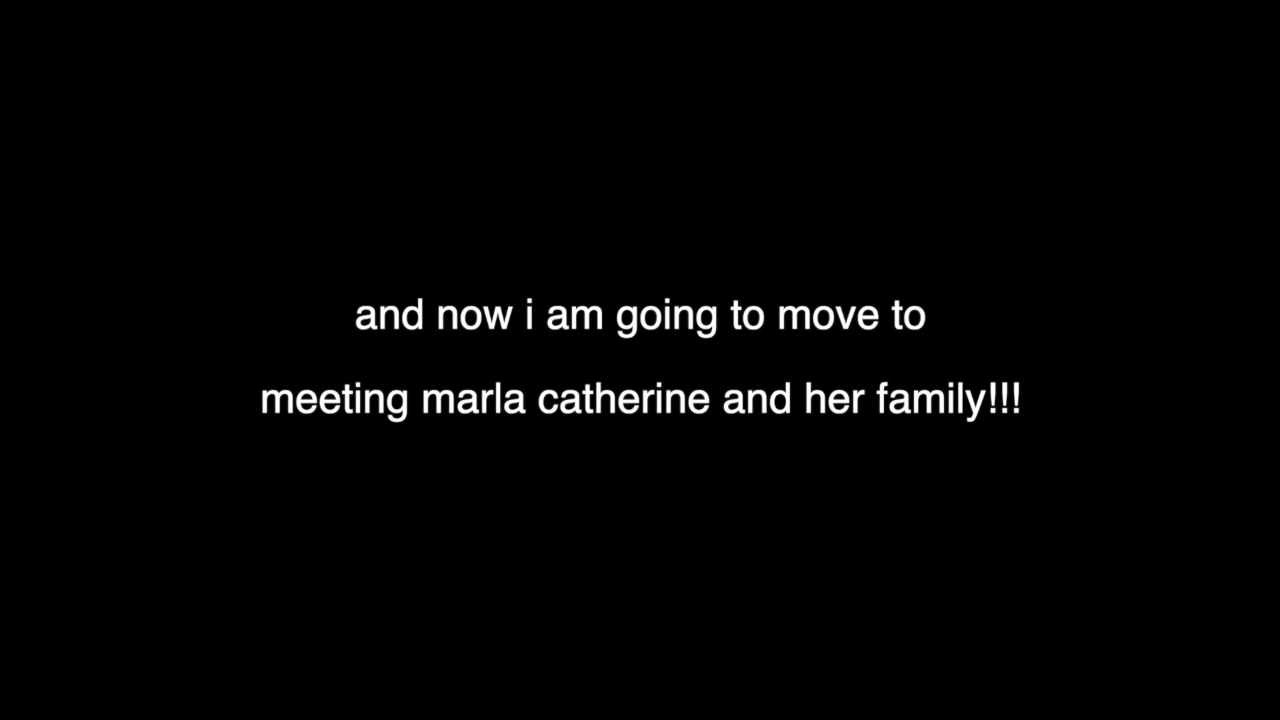 and now i am going to move to
meeting marla catherine and her family!!!